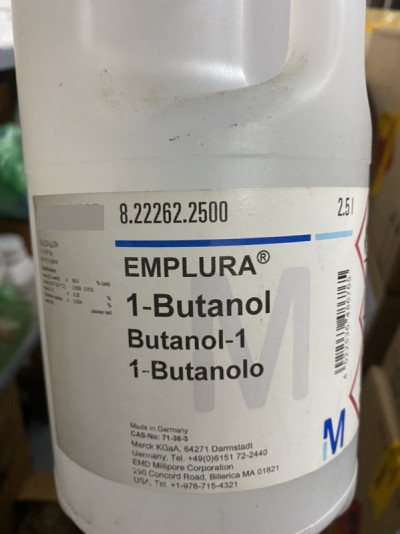 8.22262.2500
2.5 l
EMPLURA®
1-Butanol
Butanol-1
1-Butanolo
Made in Germany
CAS-No: 71-36-3
Merck KGaA, 64271 Darmstadt
Germany, Tel. +49(0)6151 72-2440
EMD Millipore Corporation
290 Concord Road, Billerica MA 01821
USA, Tel. +1-978-715-4321
M